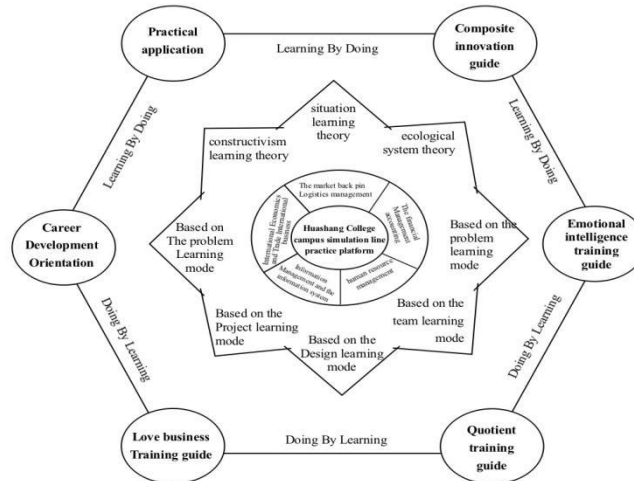 Practical
application
Learning By Doing
Composite
innovation
guide
Learning By Doing
Learning By Doing
situation
learning
theory
constructivism
learning theory
ecological
system theory
The market back pin
Logistics management
International Economics
and Trade International
business
The financial
Management
accounting
Huashang College
campus simulation line
practice platform
Information
Management and the
information system
human resource
management
Based on
The problem
Learning
mode
Based on the
problem
learning
mode
Career
Development
Orientation
Emotional
intelligence
training guide
Based on the
Project learning
mode
Based on the
Design learning
mode
Based on the
team learning
mode
Doing By Learning
Doing By Learning
Love business
Training guide
Doing By Learning
Quotient
training
guide